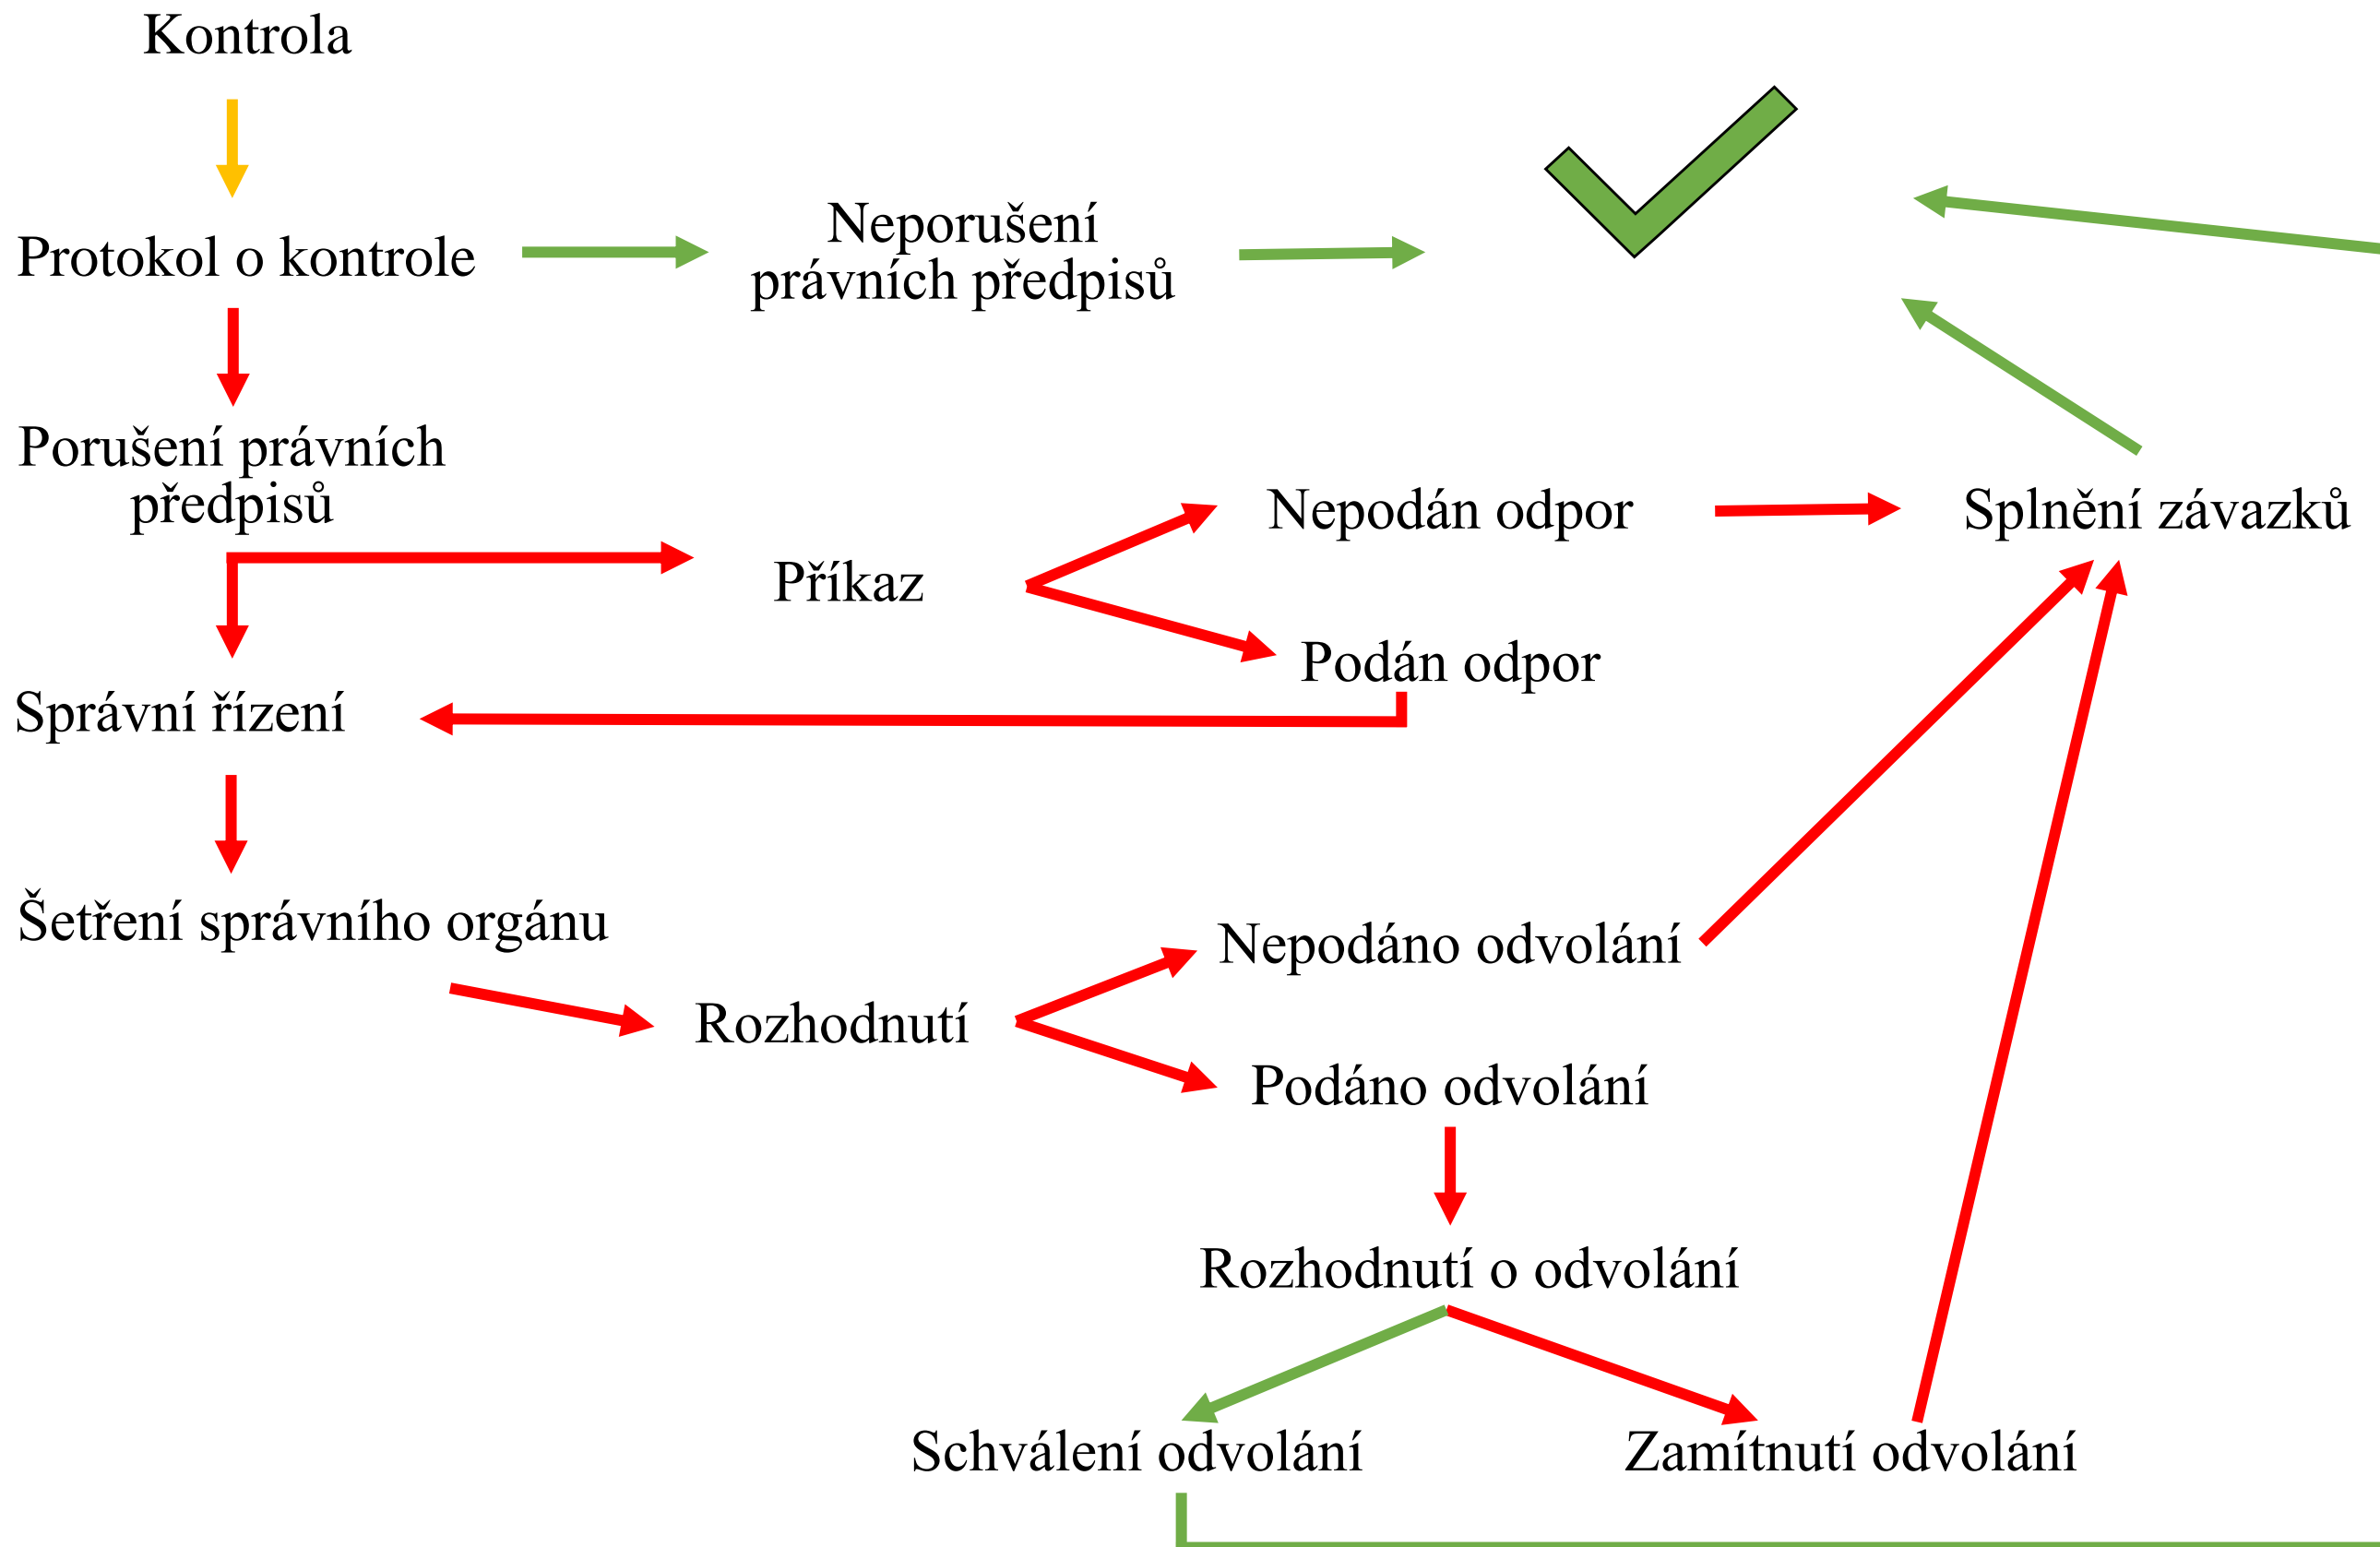 Kontrola
Protokol o kontrole
Neporušení
právních předpisů
Porušení právních
předpisů
Příkaz
Nepodán odpor
Splnění závazků
Podán odpor
Správní řízení
Šetření správního orgánu
Rozhodnutí
Nepodáno odvolání
Podáno odvolání
Rozhodnutí o odvolání
Schválení odvolání
Zamítnutí odvolání